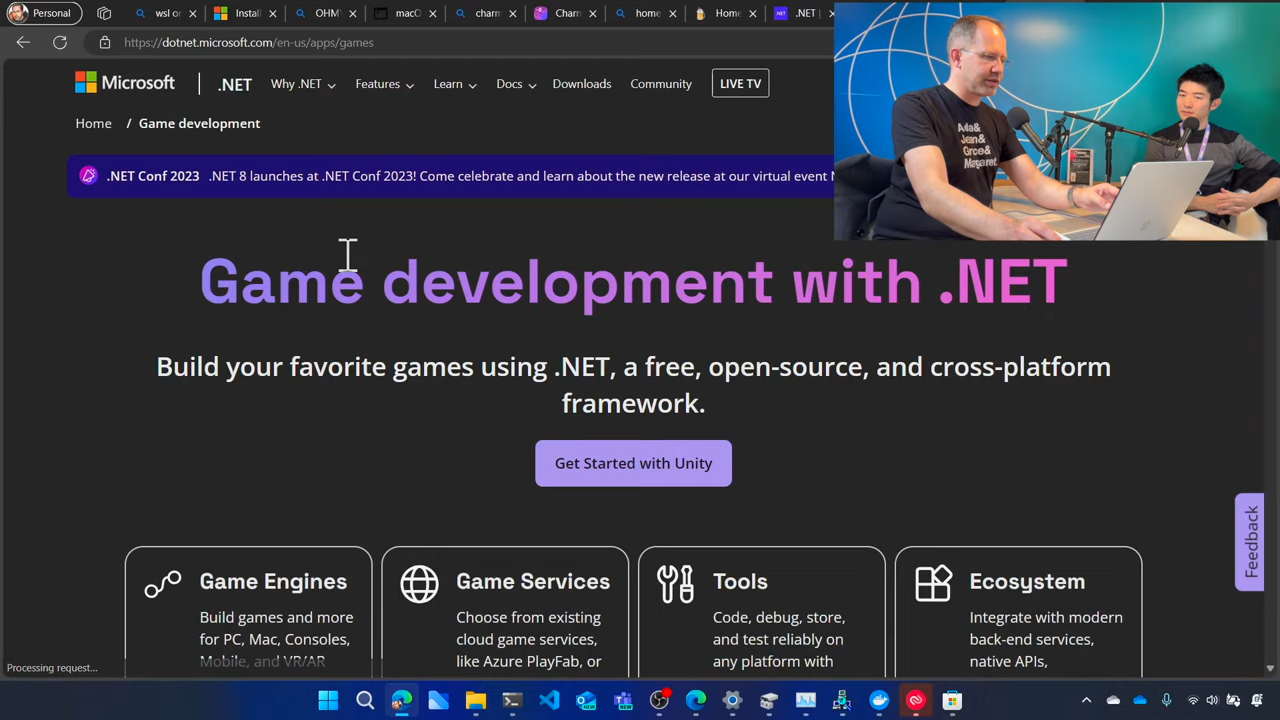 Personal
wsl or
Install
OHM
macO
charm
Charm
home
Home
.NET |
https://dotnet.microsoft.com/en-us/apps/games
Microsoft
.NET
Why .NET
Features
Learn
Docs
Downloads
Community
LIVE TV
Home / Game development
.NET Conf 2023 .NET 8 launches at .NET Conf 2023! Come celebrate and learn about the new release at our virtual event
Ada&
Jean&
Grace&
Margaret.
Game development with .NET
Build your favorite games using .NET, a free, open-source, and cross-platform
framework.
Get Started with Unity
Feedback
Game Engines
Build games and more
for PC, Mac, Consoles,
Mobile, and VR/AR
Game Services
Choose from existing
cloud game services,
like Azure PlayFab, or
Tools
Code, debug, store,
and test reliably on
any platform with
Ecosystem
Integrate with modern
back-end services,
native APIs,
Processing request...